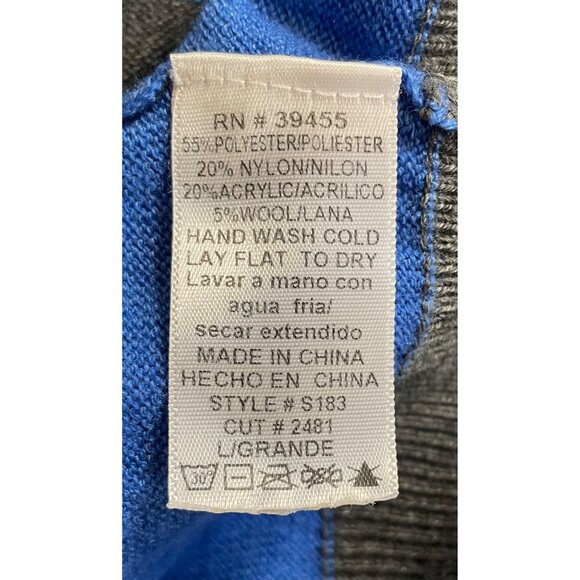 RN # 39455
55%POLYESTER/POLIESTER
20% NYLON/NILON
20%ACRYLIC/ACRILICO
5%WOOL/LANA
HAND WASH COLD
LAY FLAT TO DRY
Lavar a mano con
agua fria/
secar extendido
MADE IN CHINA
HECHO EN CHINA
STYLE # S183
CUT # 2481
L/GRANDE
30°